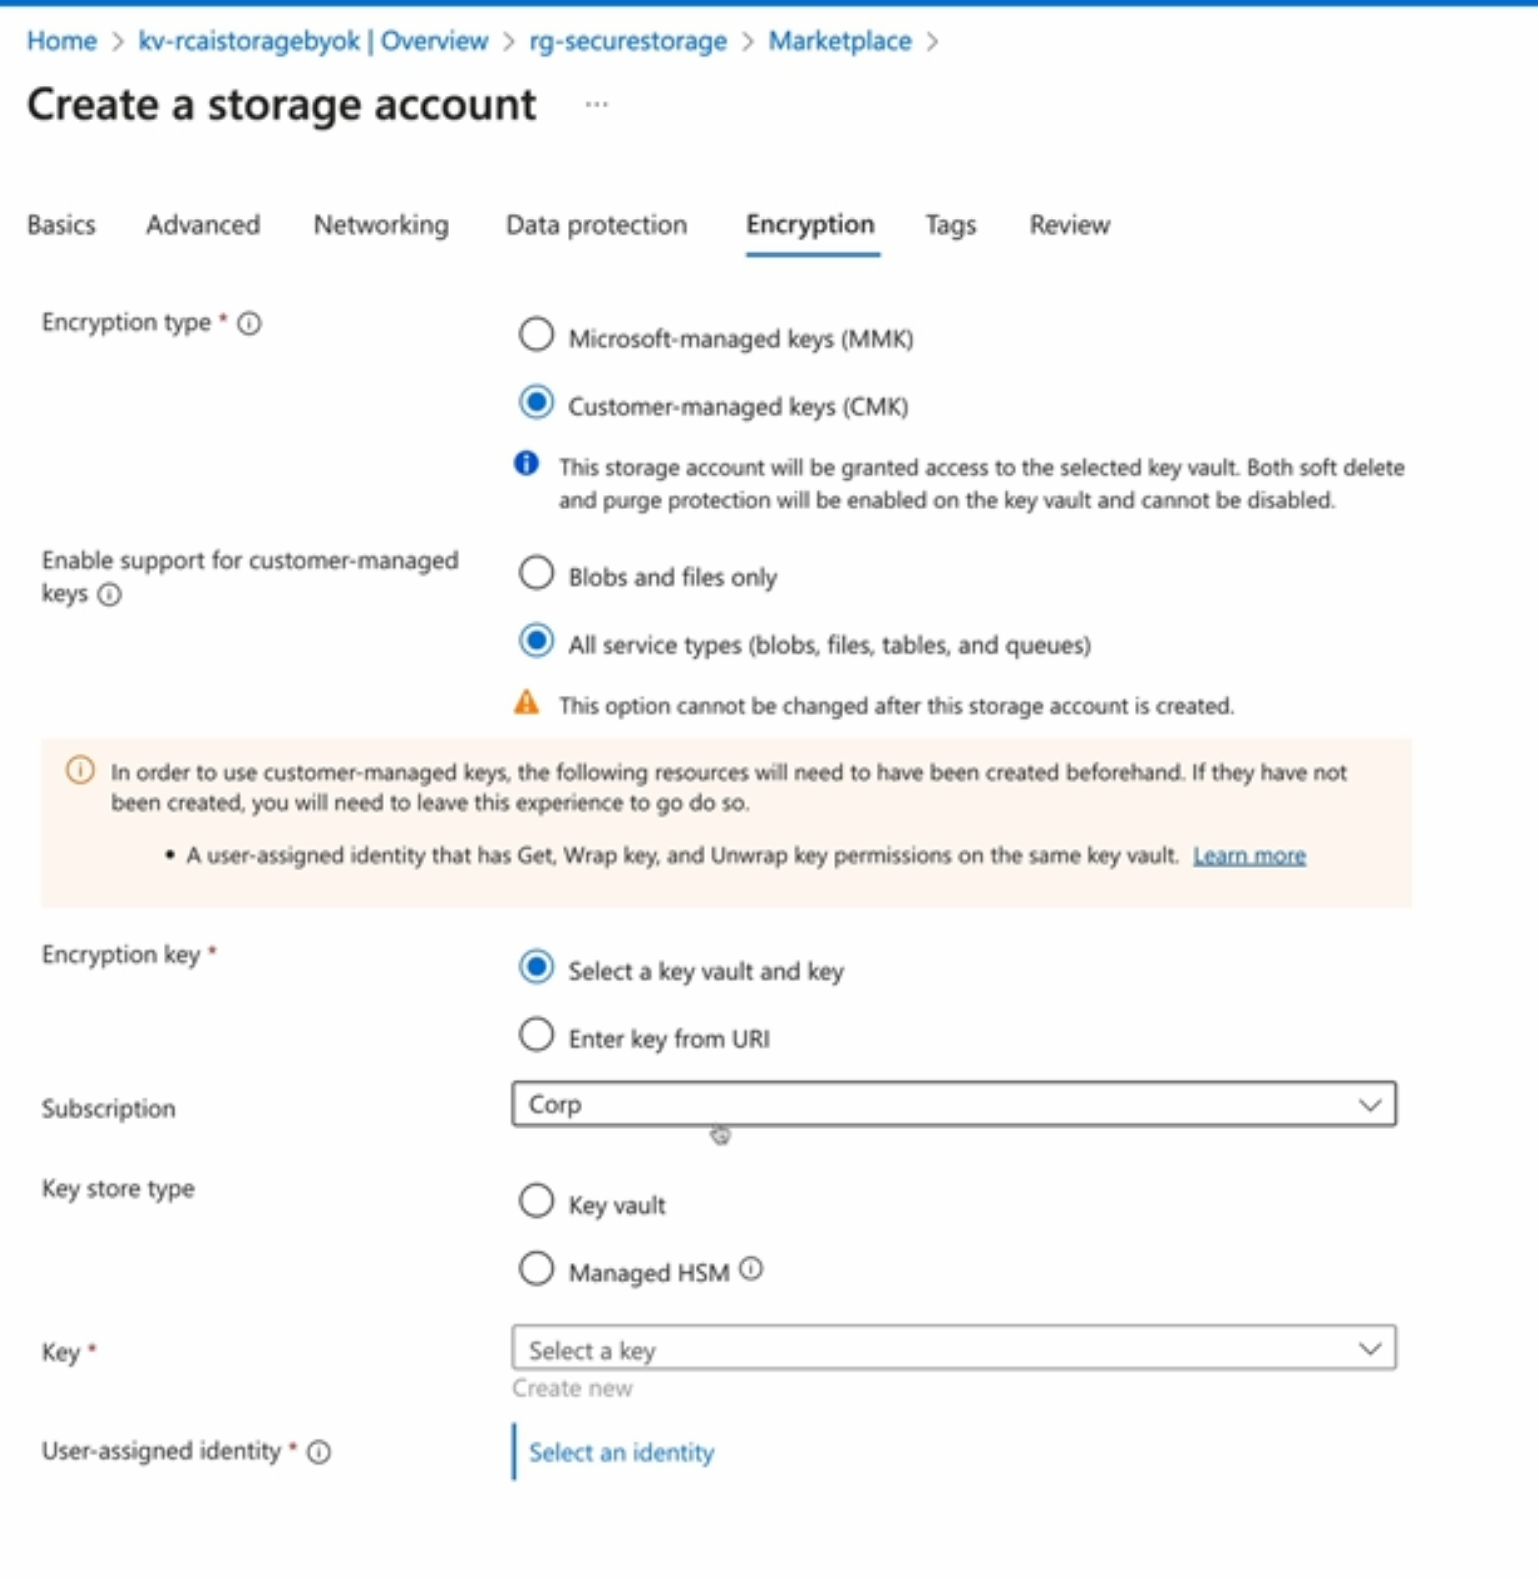 Home > kv-rcaistoragebyok | Overview > rg-securestorage > Marketplace >
Create a storage account ...
Basics Advanced Networking Data protection Encryption Tags Review
Encryption type *
Microsoft-managed keys (MMK)
Customer-managed keys (CMK)
This storage account will be granted access to the selected key vault. Both soft delete
and purge protection will be enabled on the key vault and cannot be disabled.
Enable support for customer-managed
keys
Blobs and files only
All service types (blobs, files, tables, and queues)
This option cannot be changed after this storage account is created.
In order to use customer-managed keys, the following resources will need to have been created beforehand. If they have not
been created, you will need to leave this experience to go do so.
• A user-assigned identity that has Get, Wrap key, and Unwrap key permissions on the same key vault. Learn more
Encryption key *
Select a key vault and key
Enter key from URI
Subscription
Corp
Key store type
Key vault
Managed HSM
Key *
Select a key
Create new
User-assigned identity *
Select an identity